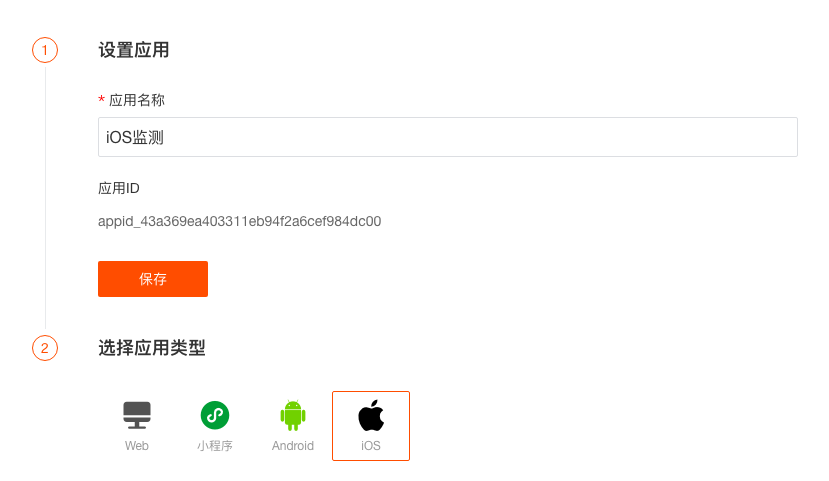 1
设置应用
* 应用名称
iOS监测
应用ID
appid_43a369ea403311eb94f2a6cef984dc00
保存
2
选择应用类型
Web 小程序 Android iOS